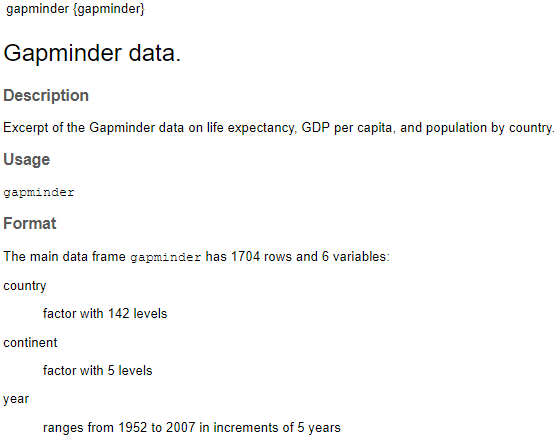 gapminder {gapminder}
Gapminder data.
Description
Excerpt of the Gapminder data on life expectancy, GDP per capita, and population by country.
Usage
gapminder
Format
The main data frame gapminder has 1704 rows and 6 variables:
country
factor with 142 levels
continent
factor with 5 levels
year
ranges from 1952 to 2007 in increments of 5 years